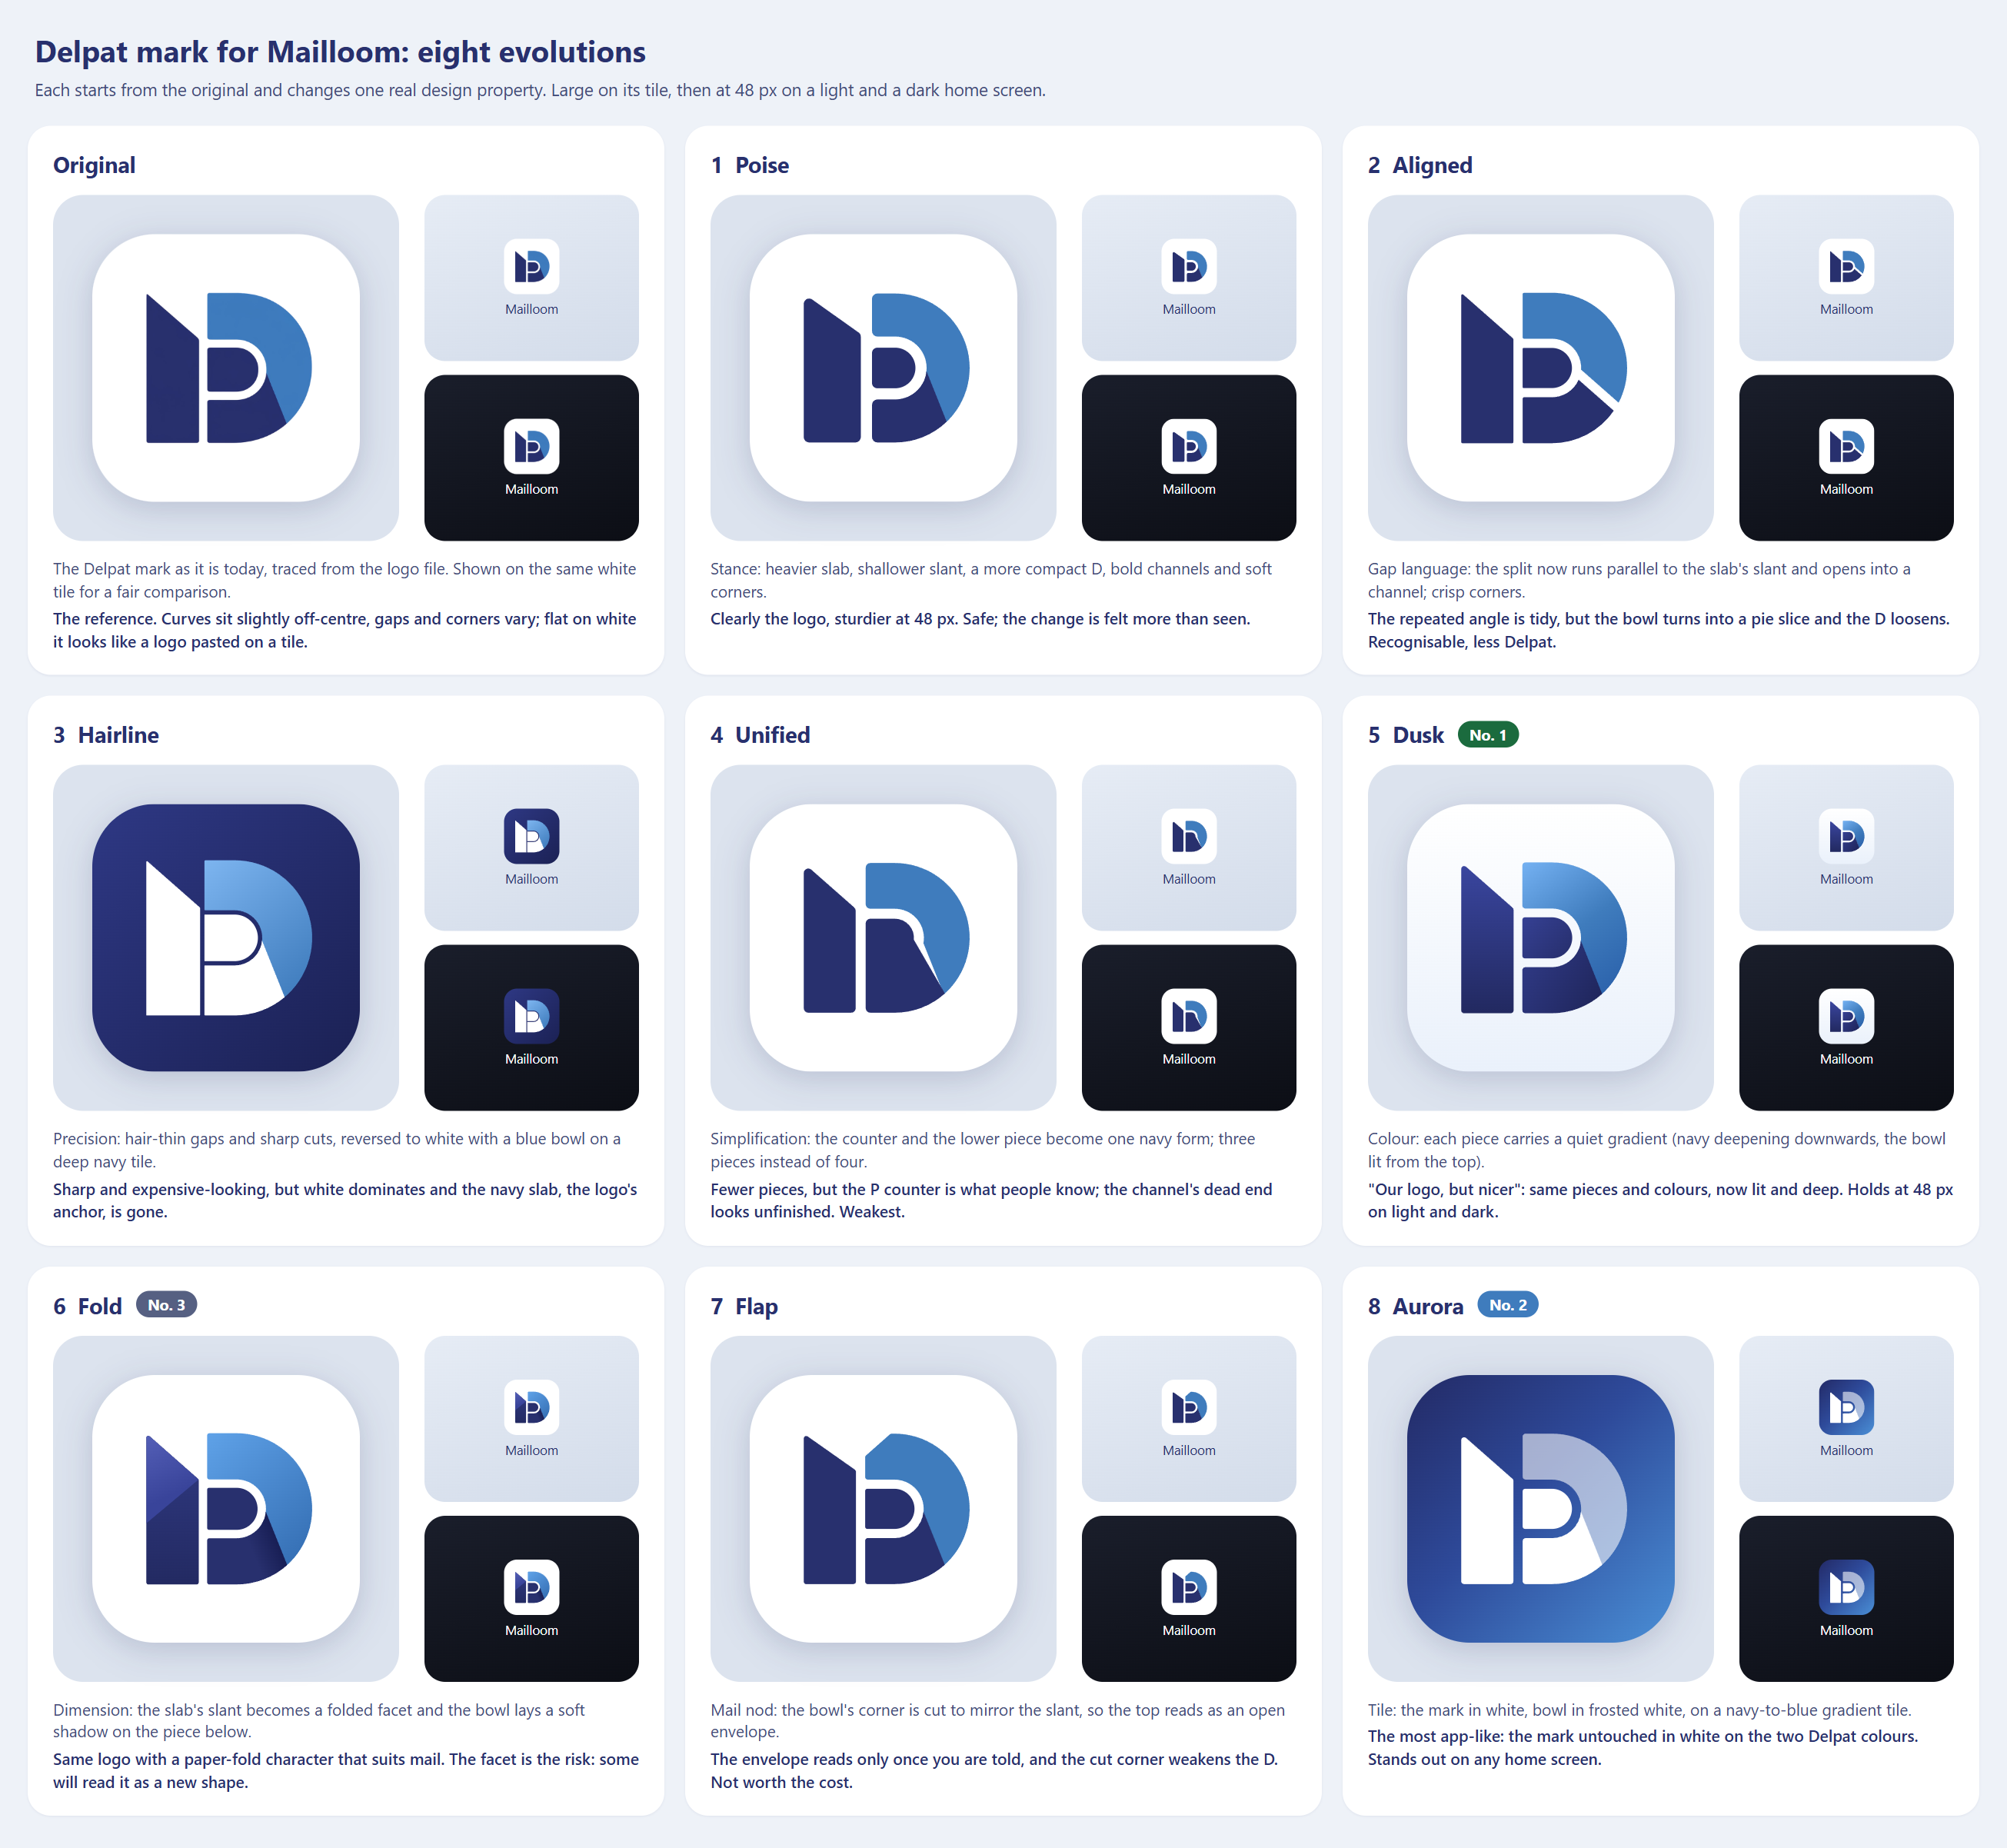 Delpat mark for Mailloom: eight evolutions
Each starts from the original and changes one real design property. Large on its tile, then at 48 px on a light and a dark home screen.
Original
Mailloom
Mailloom
The Delpat mark as it is today, traced from the logo file. Shown on the same white
tile for a fair comparison.
The reference. Curves sit slightly off-centre, gaps and corners vary; flat on white
it looks like a logo pasted on a tile.
1 Poise
Mailloom
Mailloom
Stance: heavier slab, shallower slant, a more compact D, bold channels and soft
corners.
Clearly the logo, sturdier at 48 px. Safe; the change is felt more than seen.
2 Aligned
Mailloom
Mailloom
Gap language: the split now runs parallel to the slab's slant and opens into a
channel; crisp corners.
The repeated angle is tidy, but the bowl turns into a pie slice and the D loosens.
Recognisable, less Delpat.
3 Hairline
Mailloom
Mailloom
Precision: hair-thin gaps and sharp cuts, reversed to white with a blue bowl on a
deep navy tile.
Sharp and expensive-looking, but white dominates and the navy slab, the logo's
anchor, is gone.
4 Unified
Mailloom
Mailloom
Simplification: the counter and the lower piece become one navy form; three
pieces instead of four.
Fewer pieces, but the P counter is what people know; the channel's dead end
looks unfinished. Weakest.
5 Dusk No. 1
Mailloom
Mailloom
Colour: each piece carries a quiet gradient (navy deepening downwards, the bowl
lit from the top).
"Our logo, but nicer": same pieces and colours, now lit and deep. Holds at 48 px
on light and dark.
6 Fold No. 3
Mailloom
Mailloom
Dimension: the slab's slant becomes a folded facet and the bowl lays a soft
shadow on the piece below.
Same logo with a paper-fold character that suits mail. The facet is the risk: some
will read it as a new shape.
7 Flap
Mailloom
Mailloom
Mail nod: the bowl's corner is cut to mirror the slant, so the top reads as an open
envelope.
The envelope reads only once you are told, and the cut corner weakens the D.
Not worth the cost.
8 Aurora No. 2
Mailloom
Mailloom
Tile: the mark in white, bowl in frosted white, on a navy-to-blue gradient tile.
The most app-like: the mark untouched in white on the two Delpat colours.
Stands out on any home screen.